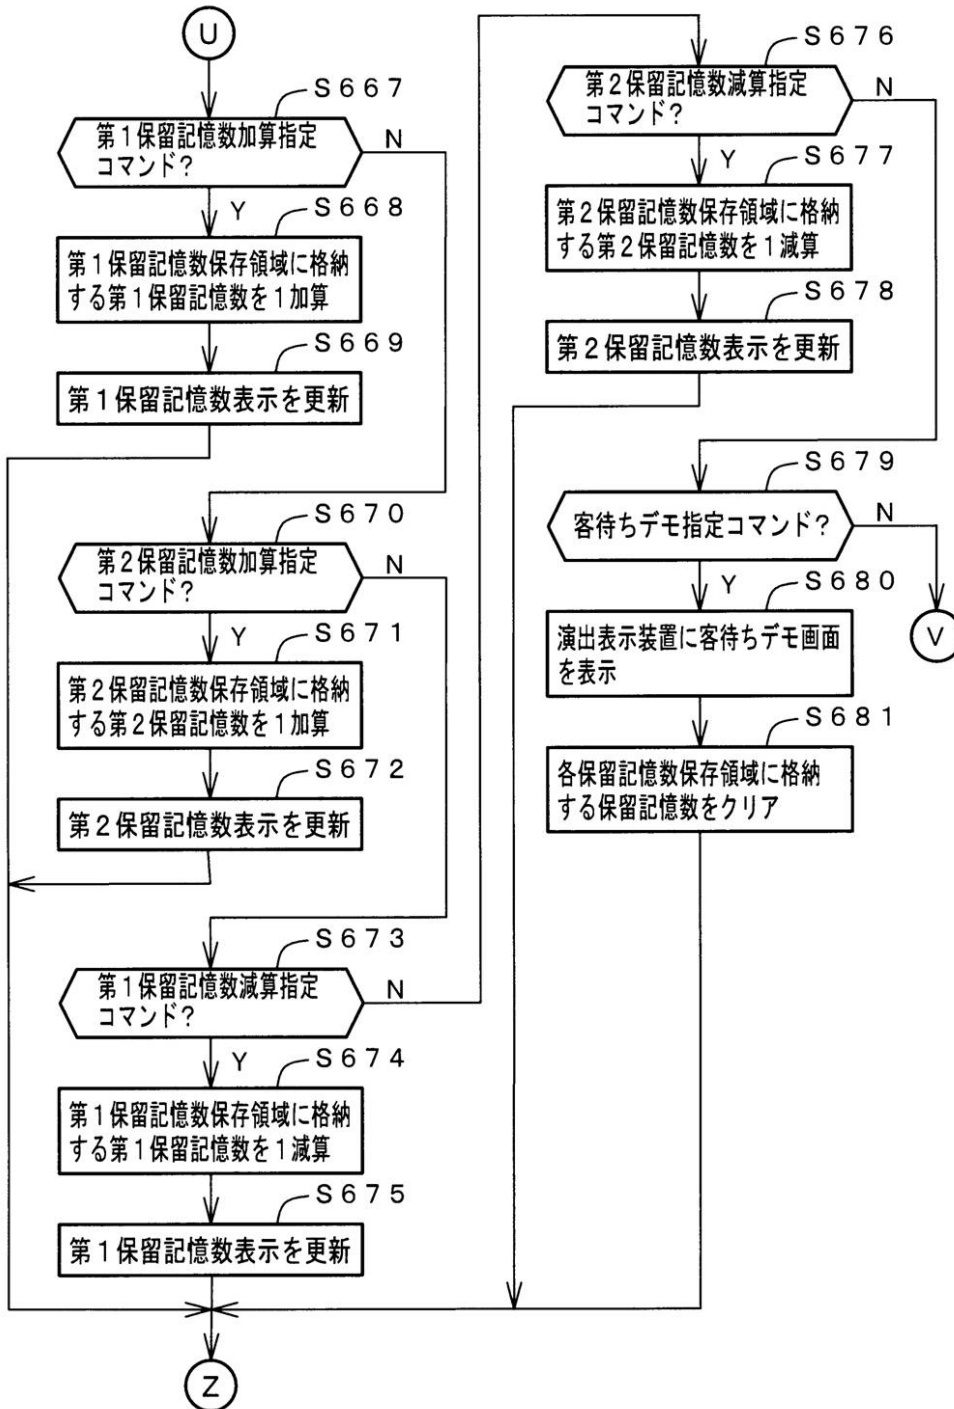 U
S667
第1保留記憶数加算指定
コマンド?
N
Y
S668
第1保留記憶数保存領域に格納
する第1保留記憶数を1加算
S669
第1保留記憶数表示を更新
S670
第2保留記憶数加算指定
コマンド?
N
Y
S671
第2保留記憶数保存領域に格納
する第2保留記憶数を1加算
S672
第2保留記憶数表示を更新
S673
第1保留記憶数減算指定
コマンド?
N
Y
S674
第1保留記憶数保存領域に格納
する第1保留記憶数を1減算
S675
第1保留記憶数表示を更新
Z
S676
第2保留記憶数減算指定
コマンド?
N
Y
S677
第2保留記憶数保存領域に格納
する第2保留記憶数を1減算
S678
第2保留記憶数表示を更新
S679
客待ちデモ指定コマンド?
N
Y
S680
演出表示装置に客待ちデモ画面
を表示
V
S681
各保留記憶数保存領域に格納
する保留記憶数をクリア